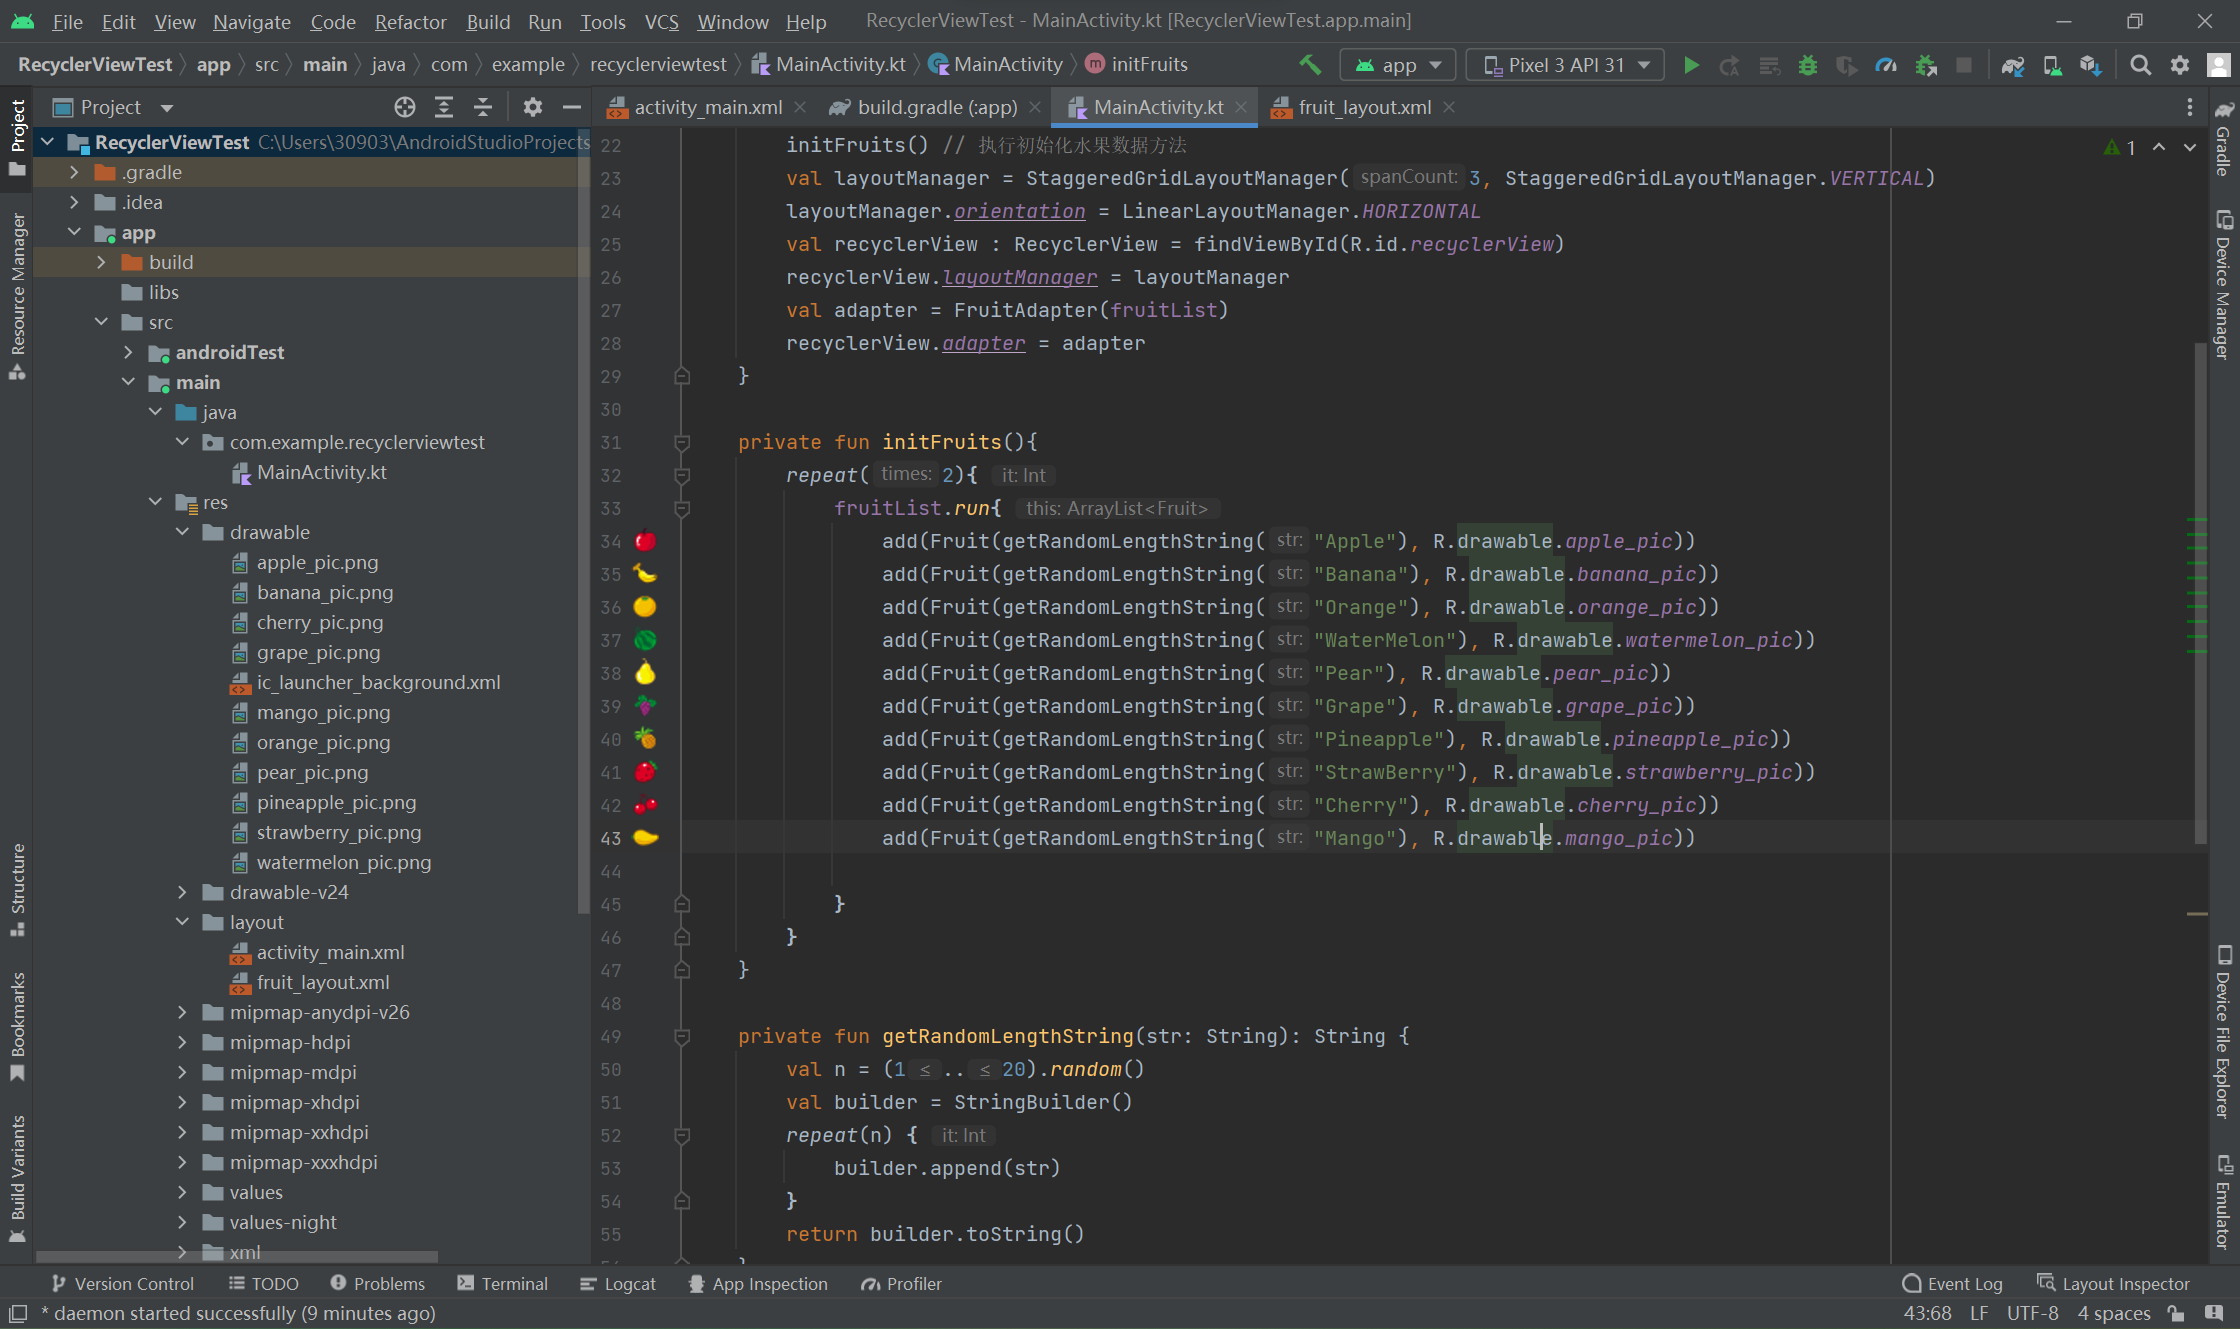 File Edit View Navigate Code Refactor Build Run Tools VCS Window Help RecyclerViewTest - MainActivity.kt [RecyclerViewTest.app.main]
RecyclerViewTest app src main java com example recyclerviewtest MainActivity.kt MainActivity initFruits app Pixel 3 API 31
Project
activity_main.xml build.gradle (:app) MainActivity.kt fruit_layout.xml
Project
Resource Manager
Structure
Bookmarks
Build Variants
RecyclerViewTest C:\Users\30903\AndroidStudioProjects
.gradle
.idea
app
build
libs
src
androidTest
main
java
com.example.recyclerviewtest
MainActivity.kt
res
drawable
apple_pic.png
banana_pic.png
cherry_pic.png
grape_pic.png
ic_launcher_background.xml
mango_pic.png
orange_pic.png
pear_pic.png
pineapple_pic.png
strawberry_pic.png
watermelon_pic.png
drawable-v24
layout
activity_main.xml
fruit_layout.xml
mipmap-anydpi-v26
mipmap-hdpi
mipmap-mdpi
mipmap-xhdpi
mipmap-xxhdpi
mipmap-xxxhdpi
values
values-night
xml
22 initFruits() // 执行初始化水果数据方法
23 val layoutManager = StaggeredGridLayoutManager( spanCount: 3, StaggeredGridLayoutManager.VERTICAL)
24 layoutManager.orientation = LinearLayoutManager.HORIZONTAL
25 val recyclerView : RecyclerView = findViewById(R.id.recyclerView)
26 recyclerView.layoutManager = layoutManager
27 val adapter = FruitAdapter(fruitList)
28 recyclerView.adapter = adapter
29 }
30
31 private fun initFruits(){
32 repeat( times: 2){ it: Int
33 fruitList.run{ this: ArrayList<Fruit>
34 add(Fruit(getRandomLengthString( str: "Apple"), R.drawable.apple_pic))
35 add(Fruit(getRandomLengthString( str: "Banana"), R.drawable.banana_pic))
36 add(Fruit(getRandomLengthString( str: "Orange"), R.drawable.orange_pic))
37 add(Fruit(getRandomLengthString( str: "WaterMelon"), R.drawable.watermelon_pic))
38 add(Fruit(getRandomLengthString( str: "Pear"), R.drawable.pear_pic))
39 add(Fruit(getRandomLengthString( str: "Grape"), R.drawable.grape_pic))
40 add(Fruit(getRandomLengthString( str: "Pineapple"), R.drawable.pineapple_pic))
41 add(Fruit(getRandomLengthString( str: "StrawBerry"), R.drawable.strawberry_pic))
42 add(Fruit(getRandomLengthString( str: "Cherry"), R.drawable.cherry_pic))
43 add(Fruit(getRandomLengthString( str: "Mango"), R.drawable.mango_pic))
44
45 }
46 }
47 }
48
49 private fun getRandomLengthString(str: String): String {
50 val n = (1 ≤ .. ≤ 20).random()
51 val builder = StringBuilder()
52 repeat(n) { it: Int
53 builder.append(str)
54 }
55 return builder.toString()
1
Gradle
Device Manager
Device File Explorer
Emulator
Version Control TODO Problems Terminal Logcat App Inspection Profiler Event Log Layout Inspector
* daemon started successfully (9 minutes ago) 43:68 LF UTF-8 4 spaces